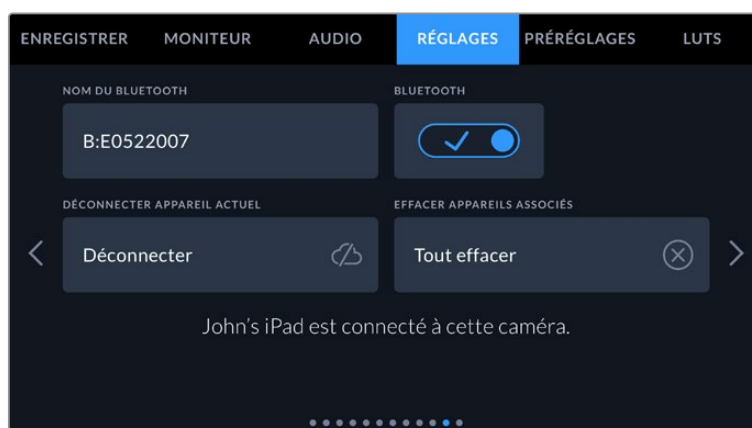 ENREGISTRER MONITEUR AUDIO RÉGLAGES PRÉRÉGLAGES LUTS
NOM DU BLUETOOTH BLUETOOTH
B:E0522007
DÉCONNECTER APPAREIL ACTUEL EFFACER APPAREILS ASSOCIÉS
Déconnecter Tout effacer
John's iPad est connecté à cette caméra.